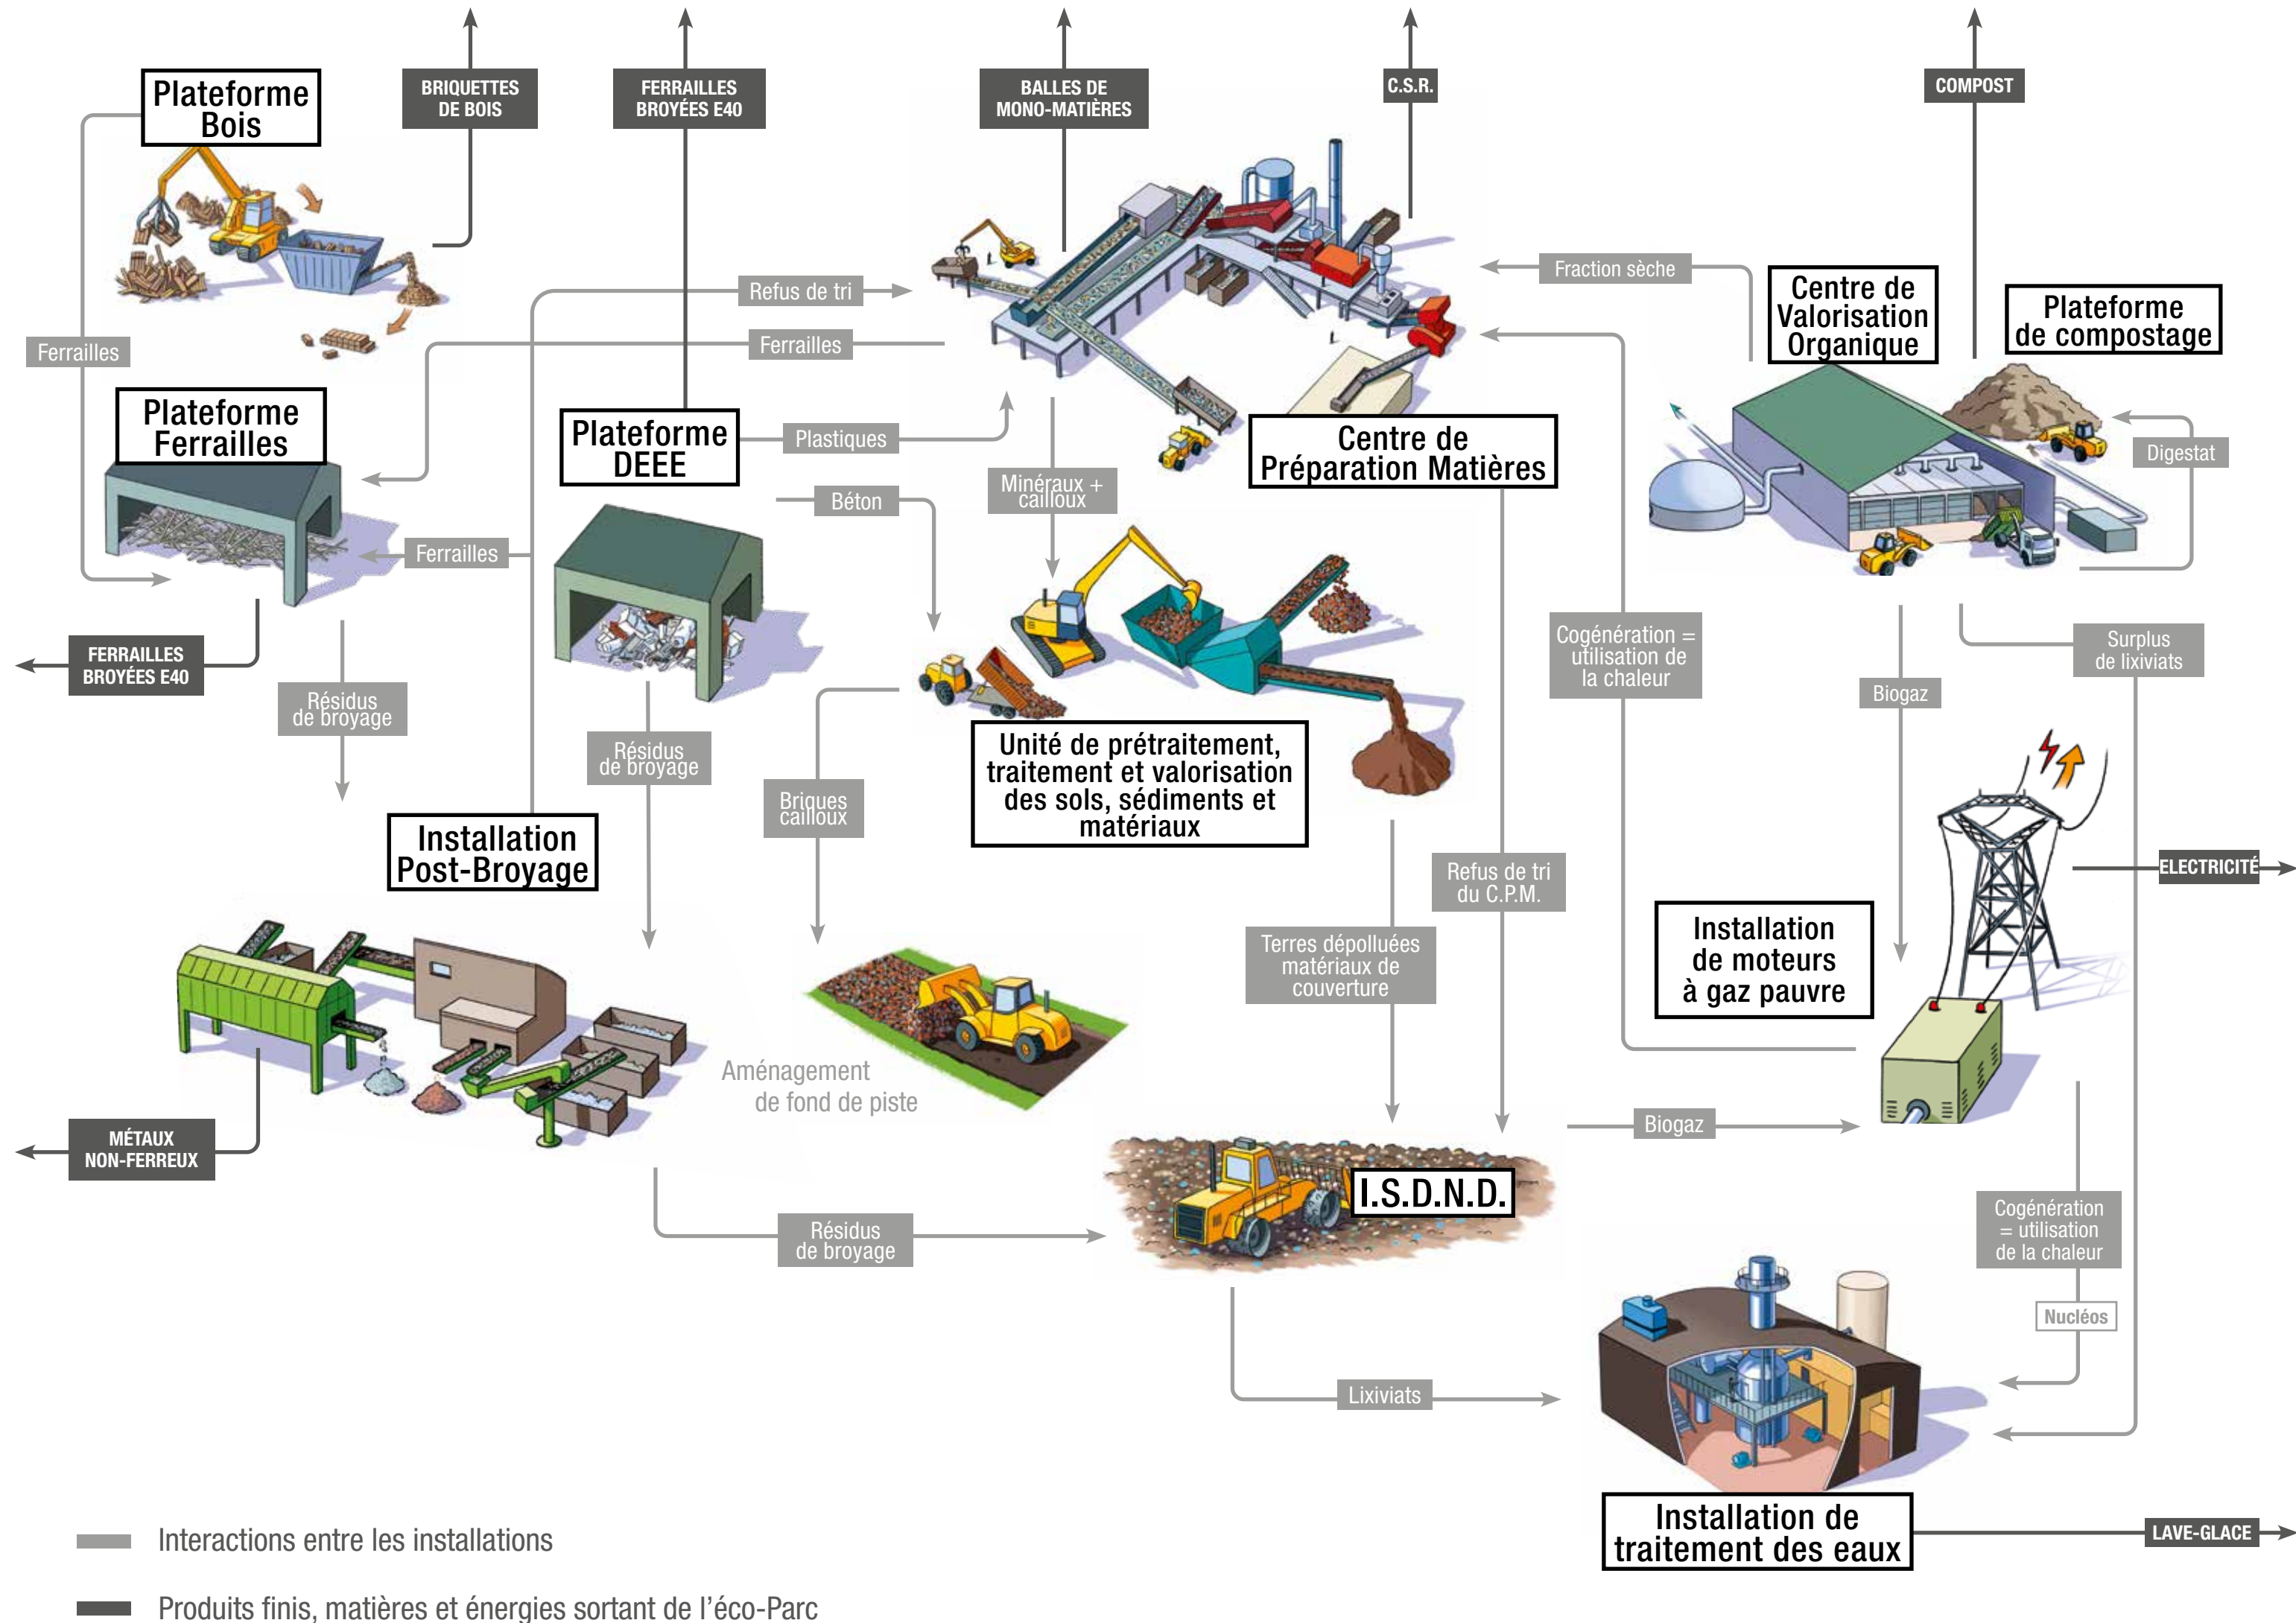 Plateforme
Bois
BRIQUETTES
DE BOIS
FERRAILLES
BROYÉES E40
BALLES DE
MONO-MATIÈRES
C.S.R.
COMPOST
Refus de tri
Fraction sèche
Centre de
Valorisation
Organique
Plateforme
de compostage
Ferrailles
Ferrailles
Plateforme
Ferrailles
Plateforme
DEEE
Plastiques
Centre de
Préparation Matières
Digestat
Béton
Minéraux +
cailloux
Ferrailles
FERRAILLES
BROYÉES E40
Résidus
de broyage
Cogénération =
utilisation de
la chaleur
Surplus
de lixiviats
Biogaz
Résidus
de broyage
Briques
cailloux
Unité de prétraitement,
traitement et valorisation
des sols, sédiments et
matériaux
Installation
Post-Broyage
Refus de tri
du C.P.M.
ELECTRICITÉ
Terres dépolluées
matériaux de
couverture
Installation
de moteurs
à gaz pauvre
Aménagement
de fond de piste
MÉTAUX
NON-FERREUX
Biogaz
I.S.D.N.D.
Résidus
de broyage
Cogénération
= utilisation
de la chaleur
Nucléos
Lixiviats
Installation de
traitement des eaux
LAVE-GLACE
Interactions entre les installations
Produits finis, matières et énergies sortant de l'éco-Parc